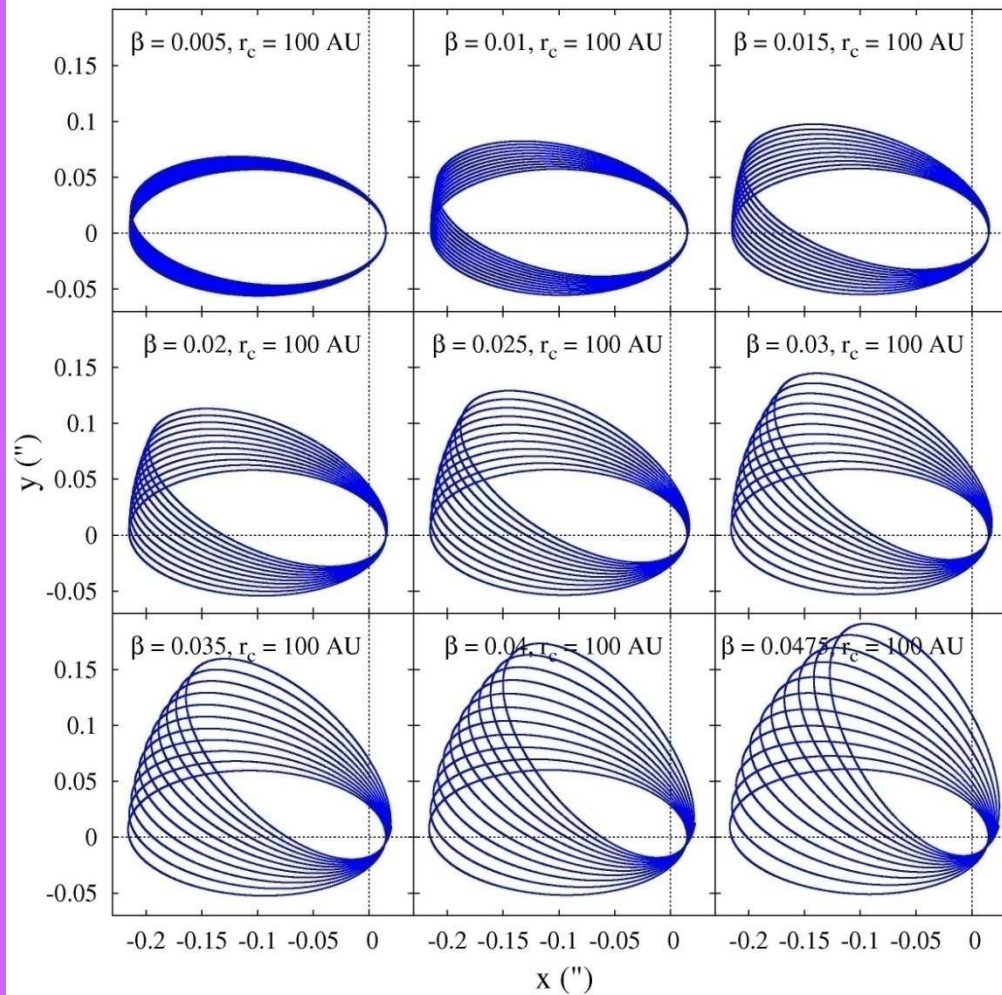 β = 0.005, r_c = 100 AU
β = 0.01, r_c = 100 AU
β = 0.015, r_c = 100 AU
0.15
0.1
0.05
0
-0.05
β = 0.02, r_c = 100 AU
β = 0.025, r_c = 100 AU
β = 0.03, r_c = 100 AU
0.15
0.1
0.05
0
-0.05
y (")
β = 0.035, r_c = 100 AU
β = 0.04, r_c = 100 AU
β = 0.0475, r_c = 100 AU
0.15
0.1
0.05
0
-0.05
-0.2 -0.15 -0.1 -0.05 0
-0.2 -0.15 -0.1 -0.05 0
-0.2 -0.15 -0.1 -0.05 0
x (")